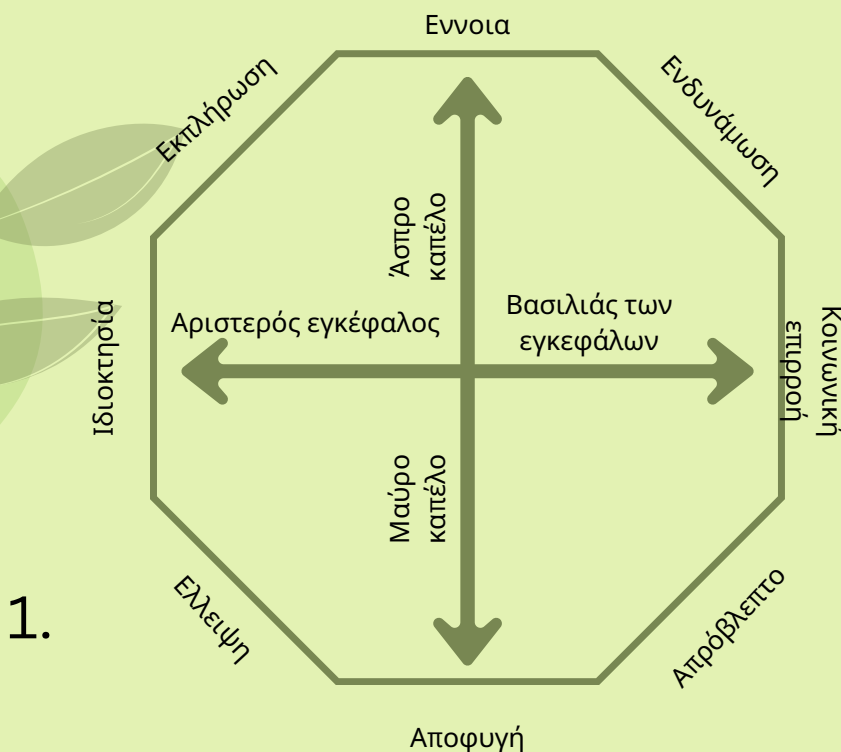 Εννοια
Εκπλήρωση
Ενδυνάμωση
Άσπρο
καπέλο
Αριστερός εγκέφαλος
Βασιλιάς των
εγκεφάλων
Ιδιοκτησία
Κοινωνική
επιρροή
Μαύρο
καπέλο
1.
Ελλειψη
Απρόβλεπτο
Αποφυγή